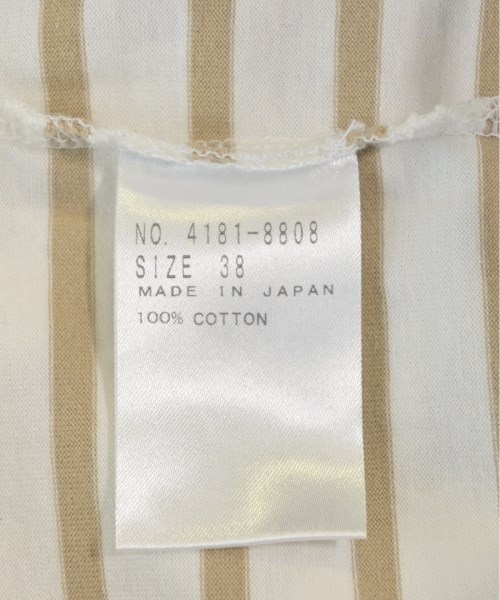 NO. 4181-8808
SIZE 38
MADE IN JAPAN
100% COTTON